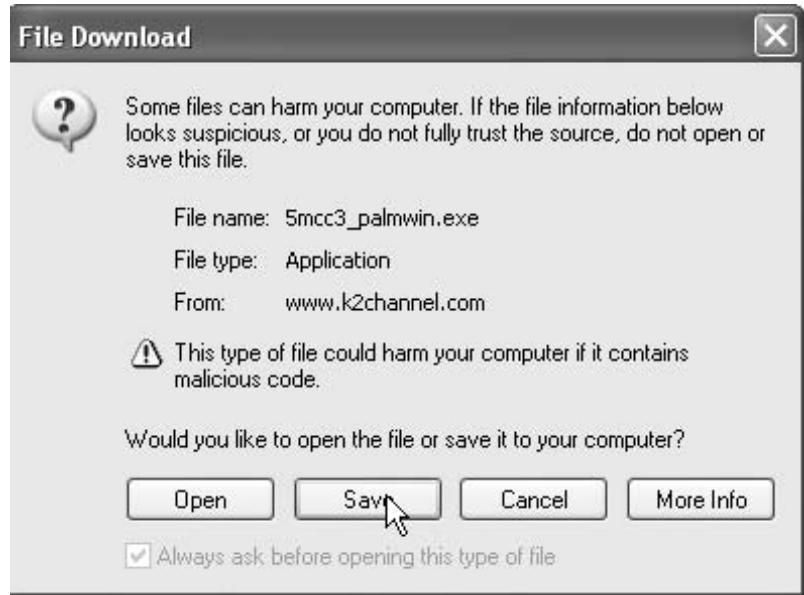 File Download
Some files can harm your computer. If the file information below
looks suspicious, or you do not fully trust the source, do not open or
save this file.
File name: 5mcc3_palmwin.exe
File type: Application
From: www.k2channel.com
This type of file could harm your computer if it contains
malicious code.
Would you like to open the file or save it to your computer?
Open Save Cancel More Info
Always ask before opening this type of file